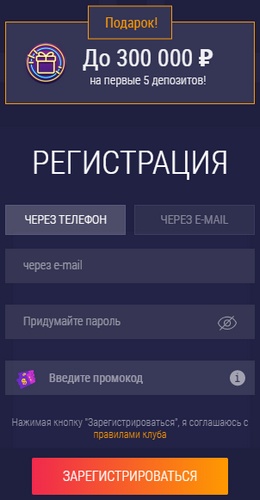 Подарок!
До 300 000 ₽
на первые 5 депозитов!
РЕГИСТРАЦИЯ
ЧЕРЕЗ ТЕЛЕФОН
ЧЕРЕЗ E-MAIL
через e-mail
Придумайте пароль
Введите промокод
Нажимая кнопку "Зарегистрироваться", я соглашаюсь с
правилами клуба
ЗАРЕГИСТРИРОВАТЬСЯ